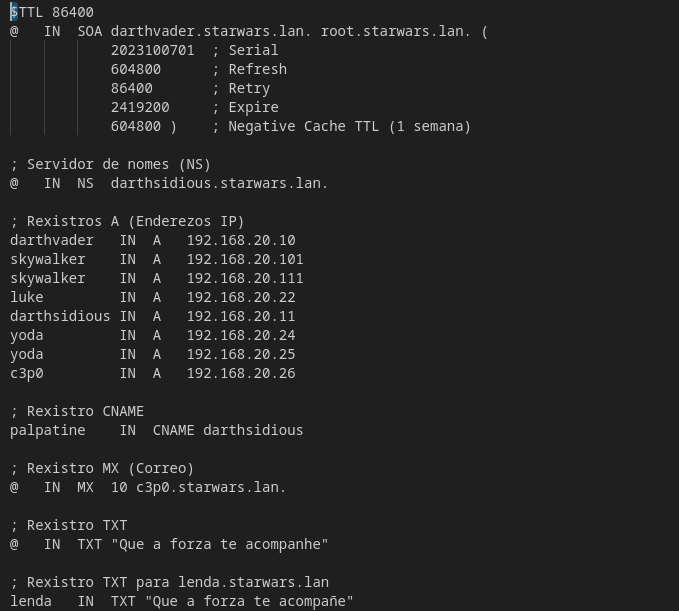 $TTL 86400
@   IN  SOA darthvader.starwars.lan. root.starwars.lan. (
            2023100701  ; Serial
            604800      ; Refresh
            86400       ; Retry
            2419200     ; Expire
            604800 )    ; Negative Cache TTL (1 semana)

; Servidor de nomes (NS)
@   IN  NS  darthsidious.starwars.lan.

; Rexistros A (Enderezos IP)
darthvader   IN  A   192.168.20.10
skywalker    IN  A   192.168.20.101
skywalker    IN  A   192.168.20.111
luke         IN  A   192.168.20.22
darthsidious IN  A   192.168.20.11
yoda         IN  A   192.168.20.24
yoda         IN  A   192.168.20.25
c3p0         IN  A   192.168.20.26

; Rexistro CNAME
palpatine    IN  CNAME darthsidious

; Rexistro MX (Correo)
@   IN  MX  10 c3p0.starwars.lan.

; Rexistro TXT
@   IN  TXT "Que a forza te acompanhe"

; Rexistro TXT para lenda.starwars.lan
lenda   IN  TXT "Que a forza te acompañe"